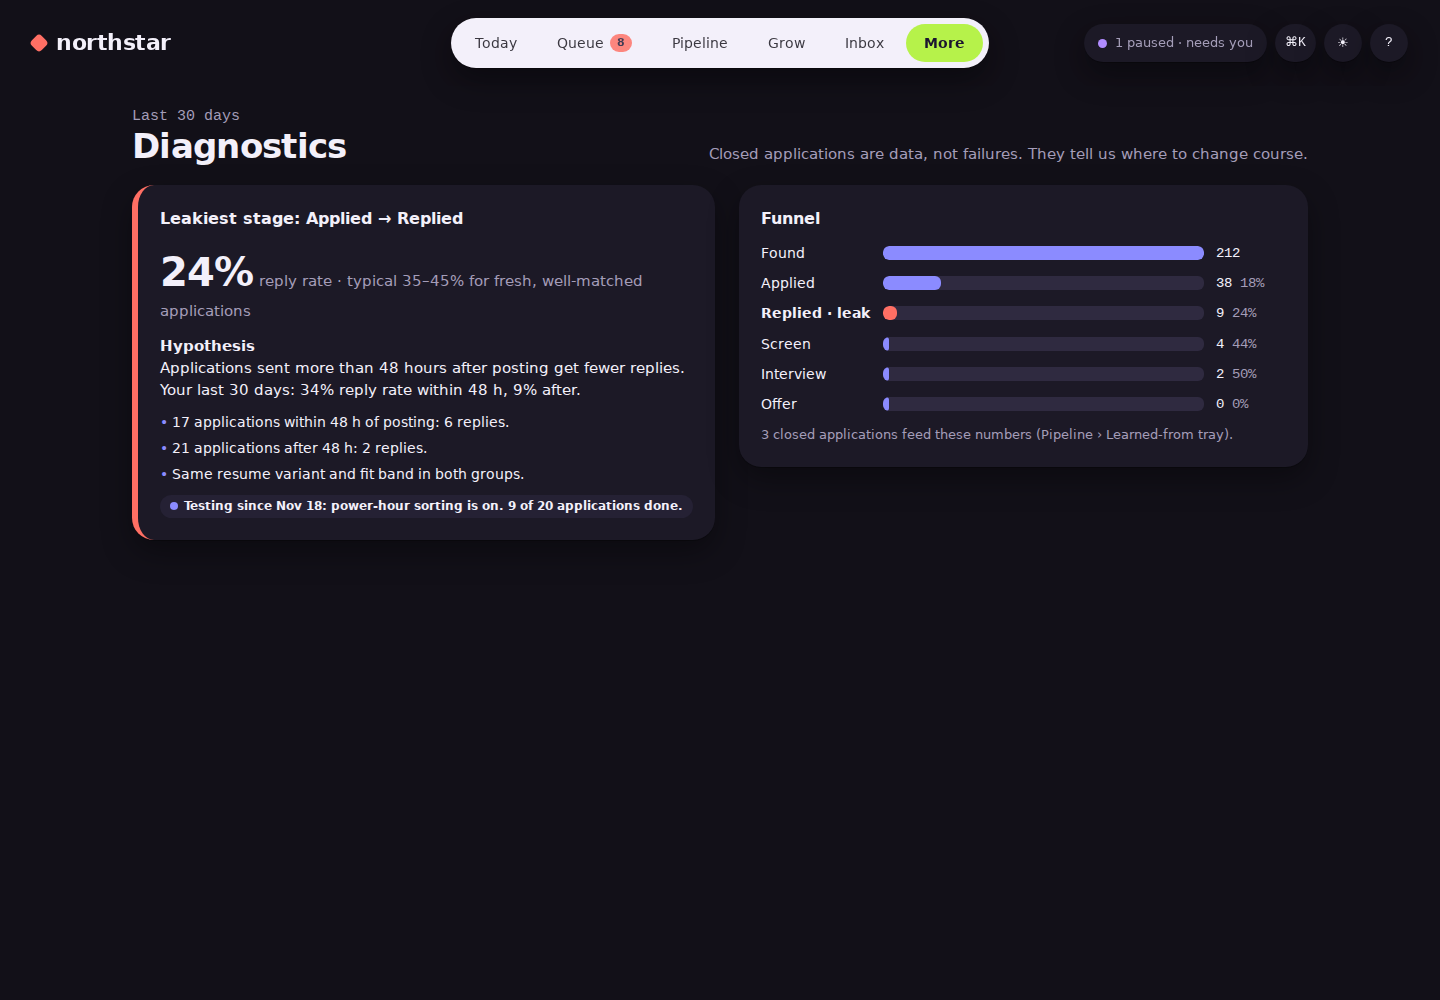 northstar
Today
Queue 8
Pipeline
Grow
Inbox
More
1 paused · needs you
⌘K
☀
?
Last 30 days
Diagnostics
Closed applications are data, not failures. They tell us where to change course.
Leakiest stage: Applied → Replied
24% reply rate · typical 35–45% for fresh, well-matched
applications
Hypothesis
Applications sent more than 48 hours after posting get fewer replies.
Your last 30 days: 34% reply rate within 48 h, 9% after.
• 17 applications within 48 h of posting: 6 replies.
• 21 applications after 48 h: 2 replies.
• Same resume variant and fit band in both groups.
Testing since Nov 18: power-hour sorting is on. 9 of 20 applications done.
Funnel
Found 212
Applied 38 18%
Replied · leak 9 24%
Screen 4 44%
Interview 2 50%
Offer 0 0%
3 closed applications feed these numbers (Pipeline › Learned-from tray).